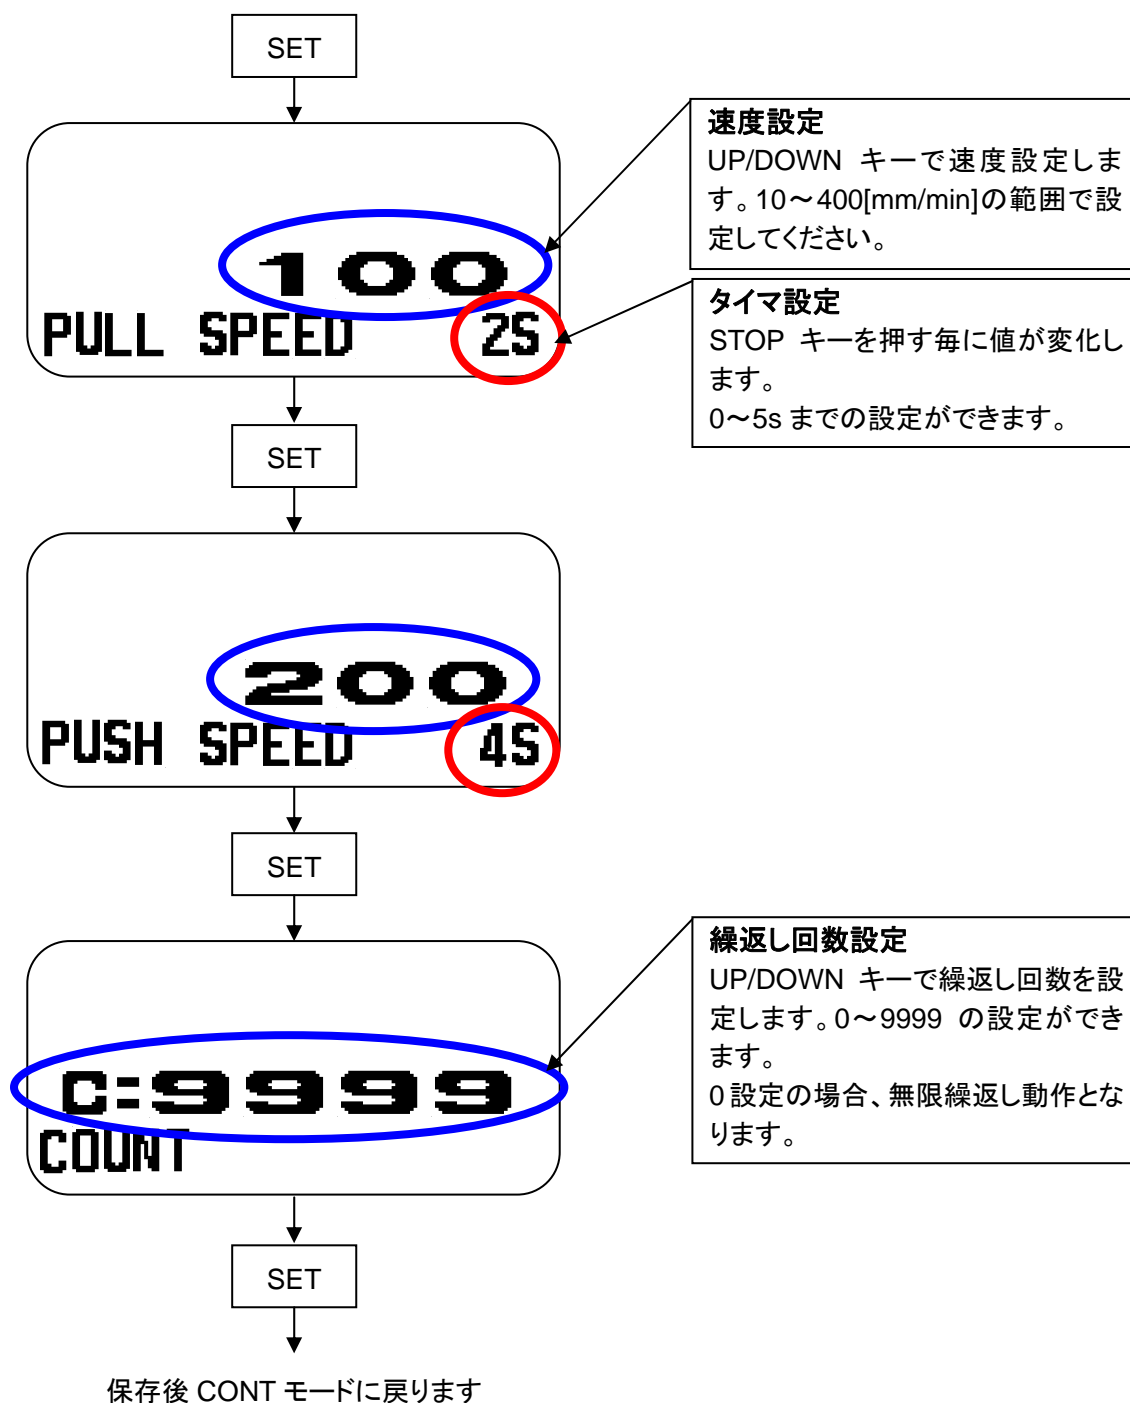 SET
速度設定
UP/DOWN キーで速度設定しま
す。10～400[mm/min]の範囲で設
定してください。
100
PULL SPEED 2S
タイマ設定
STOP キーを押す毎に値が変化し
ます。
0～5s までの設定ができます。
SET
200
PUSH SPEED 4S
SET
繰返し回数設定
UP/DOWN キーで繰返し回数を設
定します。0～9999 の設定ができ
ます。
0 設定の場合、無限繰返し動作とな
ります。
C:9999
COUNT
SET
保存後 CONT モードに戻ります